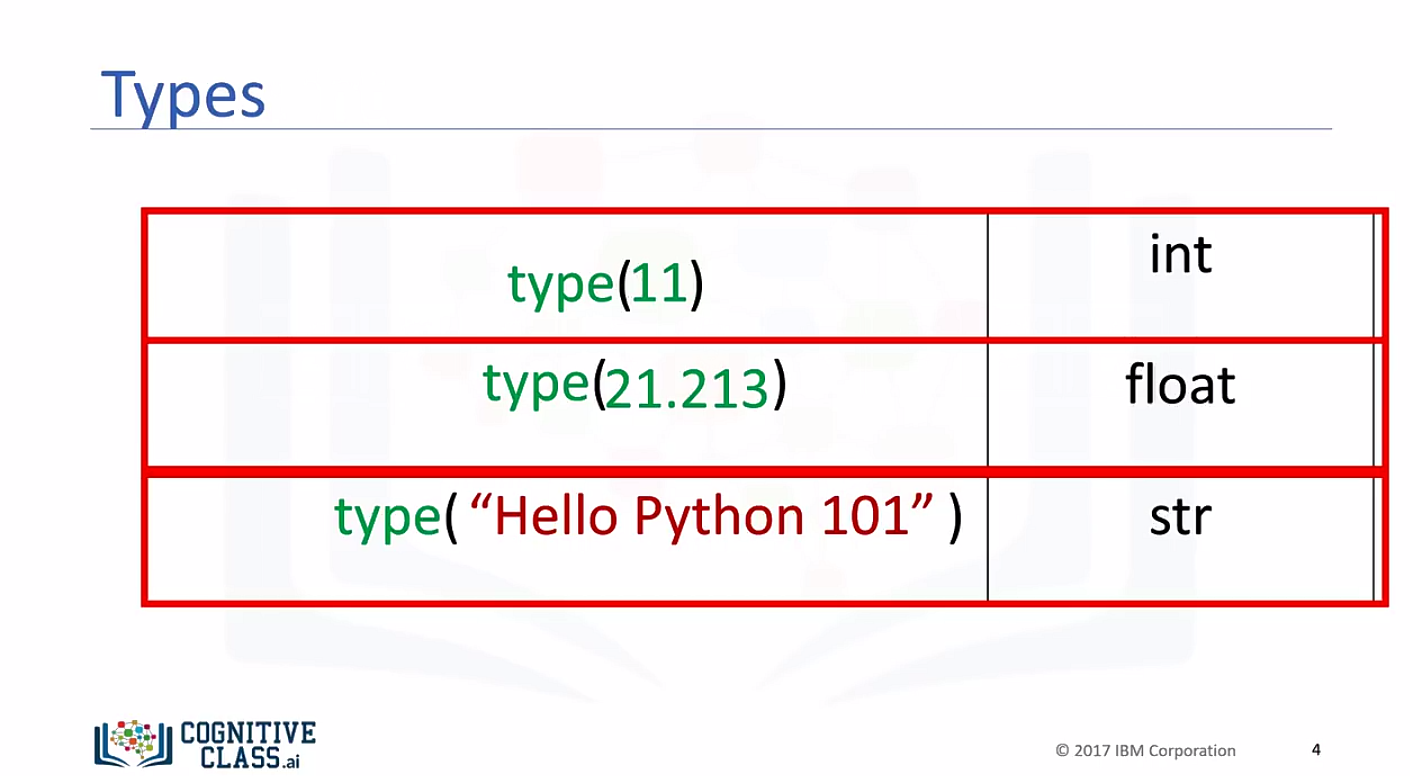 Types
type(11)
int
type(21.213)
float
type( “Hello Python 101” )
str
COGNITIVE
CLASS.ai
© 2017 IBM Corporation
4